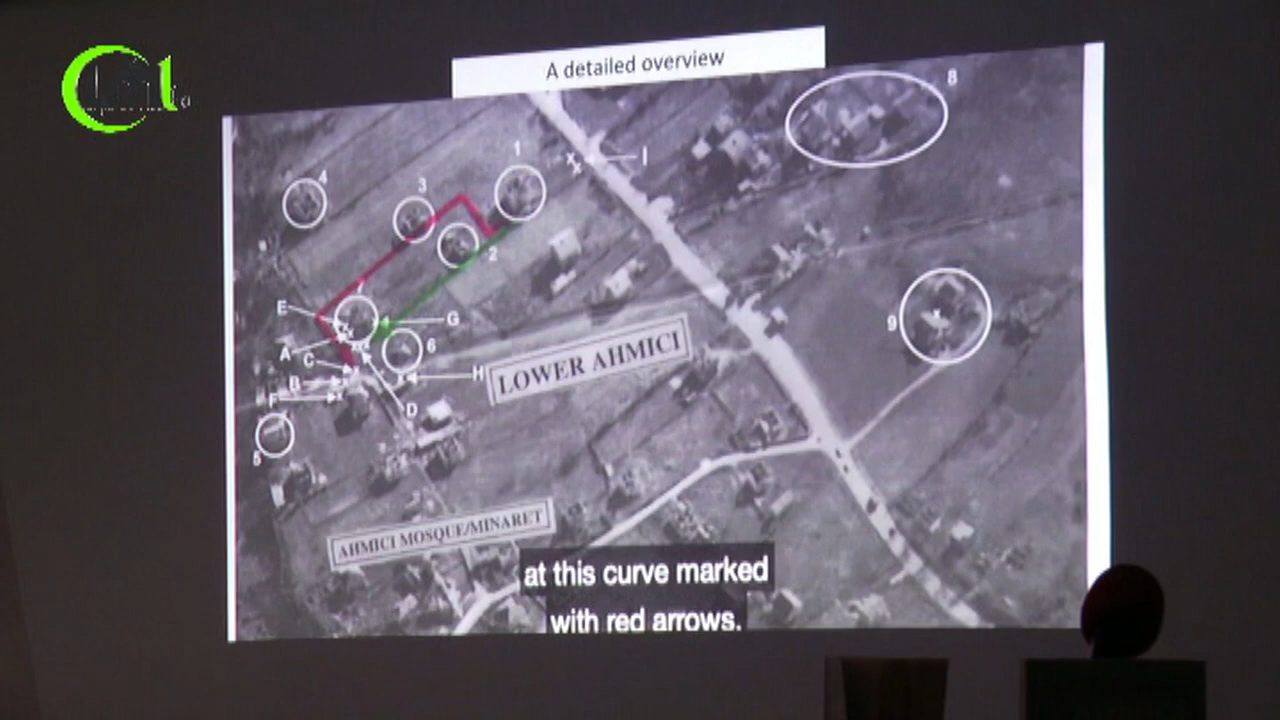 A detailed overview
8
1
I
4
3
2
7
E
G
9
A
6
C
LOWER AHMICI
B
H
F
D
5
AHMICI MOSQUE/MINARET
at this curve marked
with red arrows.